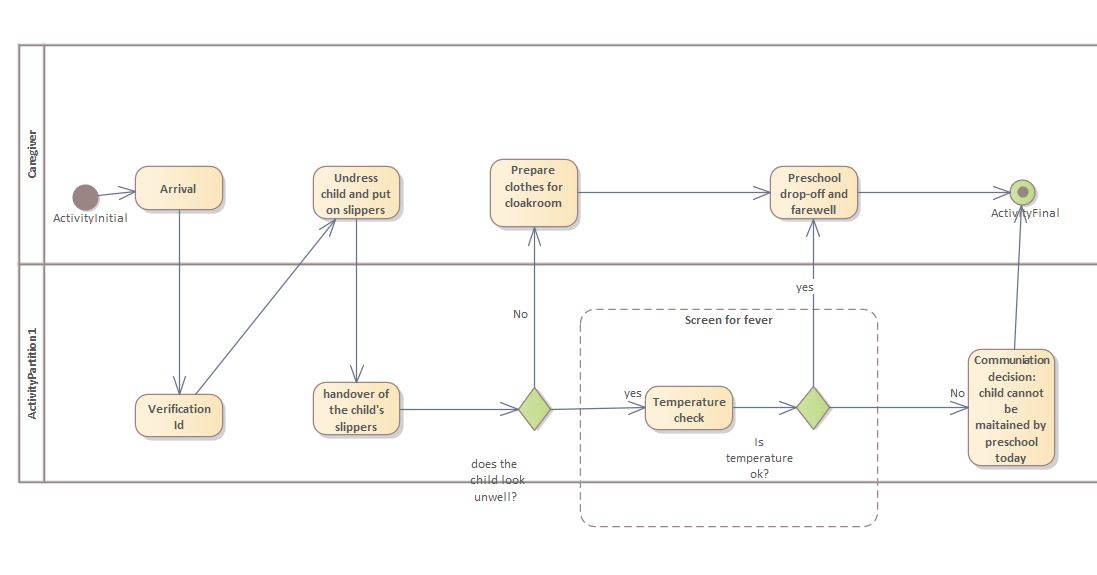 Caregiver
ActivityInitial
Arrival
Undress
child and put
on slippers
Prepare
clothes for
cloakroom
Preschool
drop-off and
farewell
ActivityFinal
ActivityPartition1
Verification
Id
handover of
the child's
slippers
No
does the
child look
unwell?
yes
Screen for fever
Temperature
check
yes
Is
temperature
ok?
No
Communiation
decision:
child cannot
be
maitained by
preschool
today